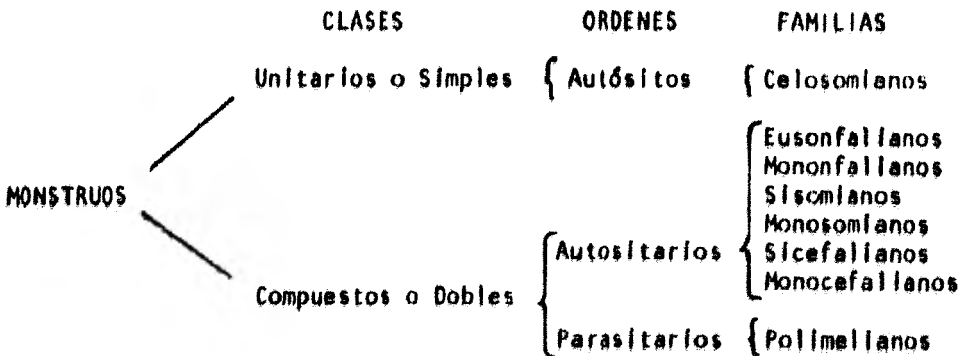 CLASES ORDENES FAMILIAS
Unitarios o Simples { Autósitos { Celosomianos
Eusonfalianos
Mononfalianos
MONSTRUOS Sisomianos
Monosomianos
Autositarios { Sicefalianos
Compuestos o Dobles { Monocefalianos
Parasitarios { Polimelianos